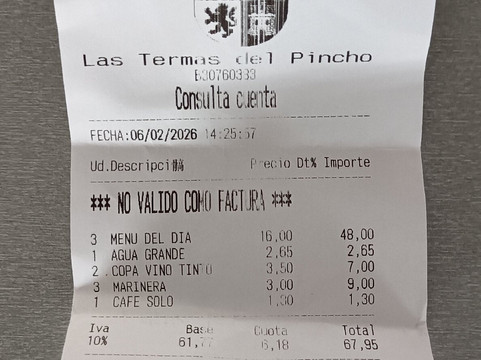 Las Termas del Pincho
B30760333
Consulta cuenta
FECHA:06/02/2026 14:25:57
Ud.Descripci Precio Dt% Importe
*** NO VALIDO COMO FACTURA ***
3 MENU DEL DIA 16,00 48,00
1 AGUA GRANDE 2,65 2,65
2 COPA VINO TINTO 3,50 7,00
3 MARINERA 3,00 9,00
1 CAFE SOLO 1,30 1,30
Iva Base Cuota Total
10% 61,77 6,18 67,95